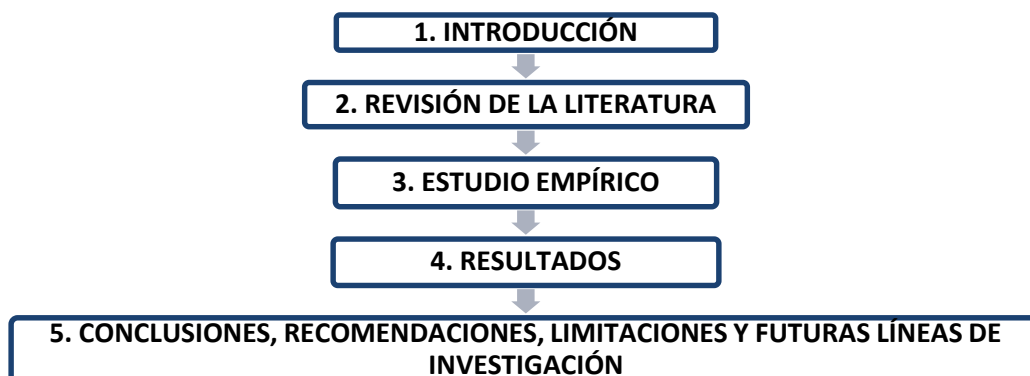 1. INTRODUCCIÓN
2. REVISIÓN DE LA LITERATURA
3. ESTUDIO EMPÍRICO
4. RESULTADOS
5. CONCLUSIONES, RECOMENDACIONES, LIMITACIONES Y FUTURAS LÍNEAS DE
INVESTIGACIÓN